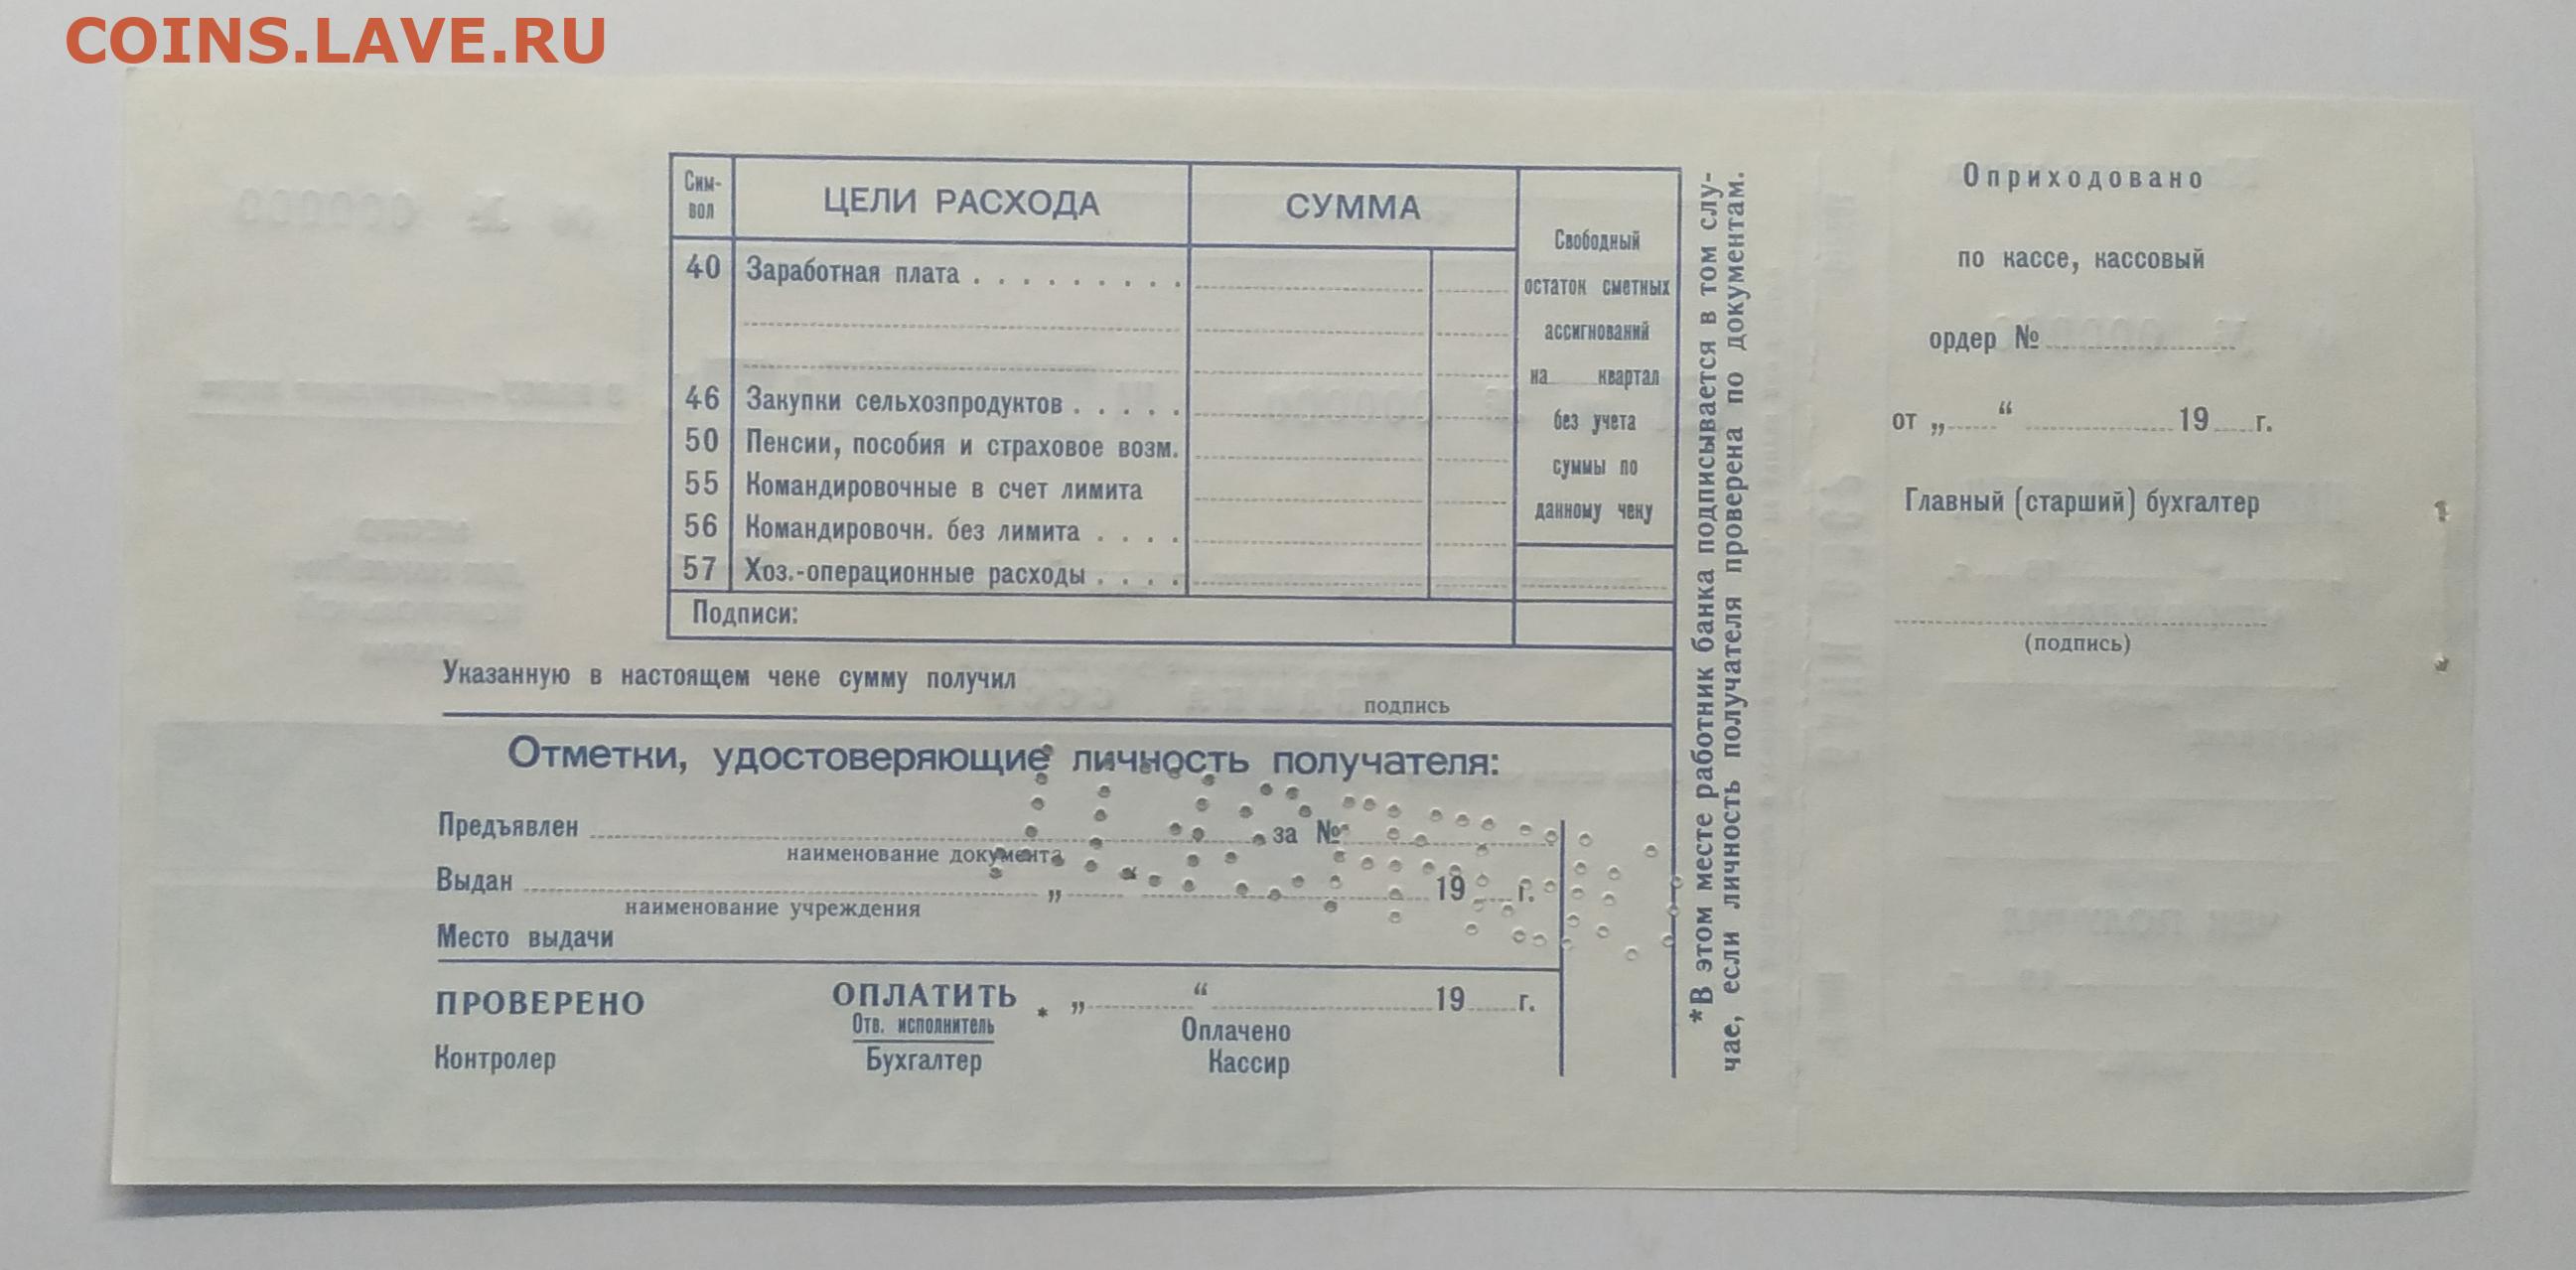 COINS.LAVE.RU
Сим-
вол
ЦЕЛИ РАСХОДА
СУММА
40 Заработная плата . . . . . . . . .
46 Закупки сельхозпродуктов . . . . .
50 Пенсии, пособия и страховое возм.
55 Командировочные в счет лимита
56 Командировочн. без лимита . . . .
57 Хоз.-операционные расходы . . . .
Подписи:
Свободный
остаток сметных
ассигнований
на квартал
без учета
суммы по
данному чеку
Указанную в настоящем чеке сумму получил
подпись
Отметки, удостоверяющие личность получателя:
Предъявлен за №
наименование документа
Выдан „ “ 19 г.
наименование учреждения
Место выдачи
ПРОВЕРЕНО
Контролер
ОПЛАТИТЬ * „ “ 19 г.
Отв. исполнитель
Бухгалтер
Оплачено
Кассир
*В этом месте работник банка подписывается в том слу-
чае, если личность получателя проверена по документам.
Оприходовано
по кассе, кассовый
ордер №
от „ “ 19 г.
Главный (старший) бухгалтер
(подпись)